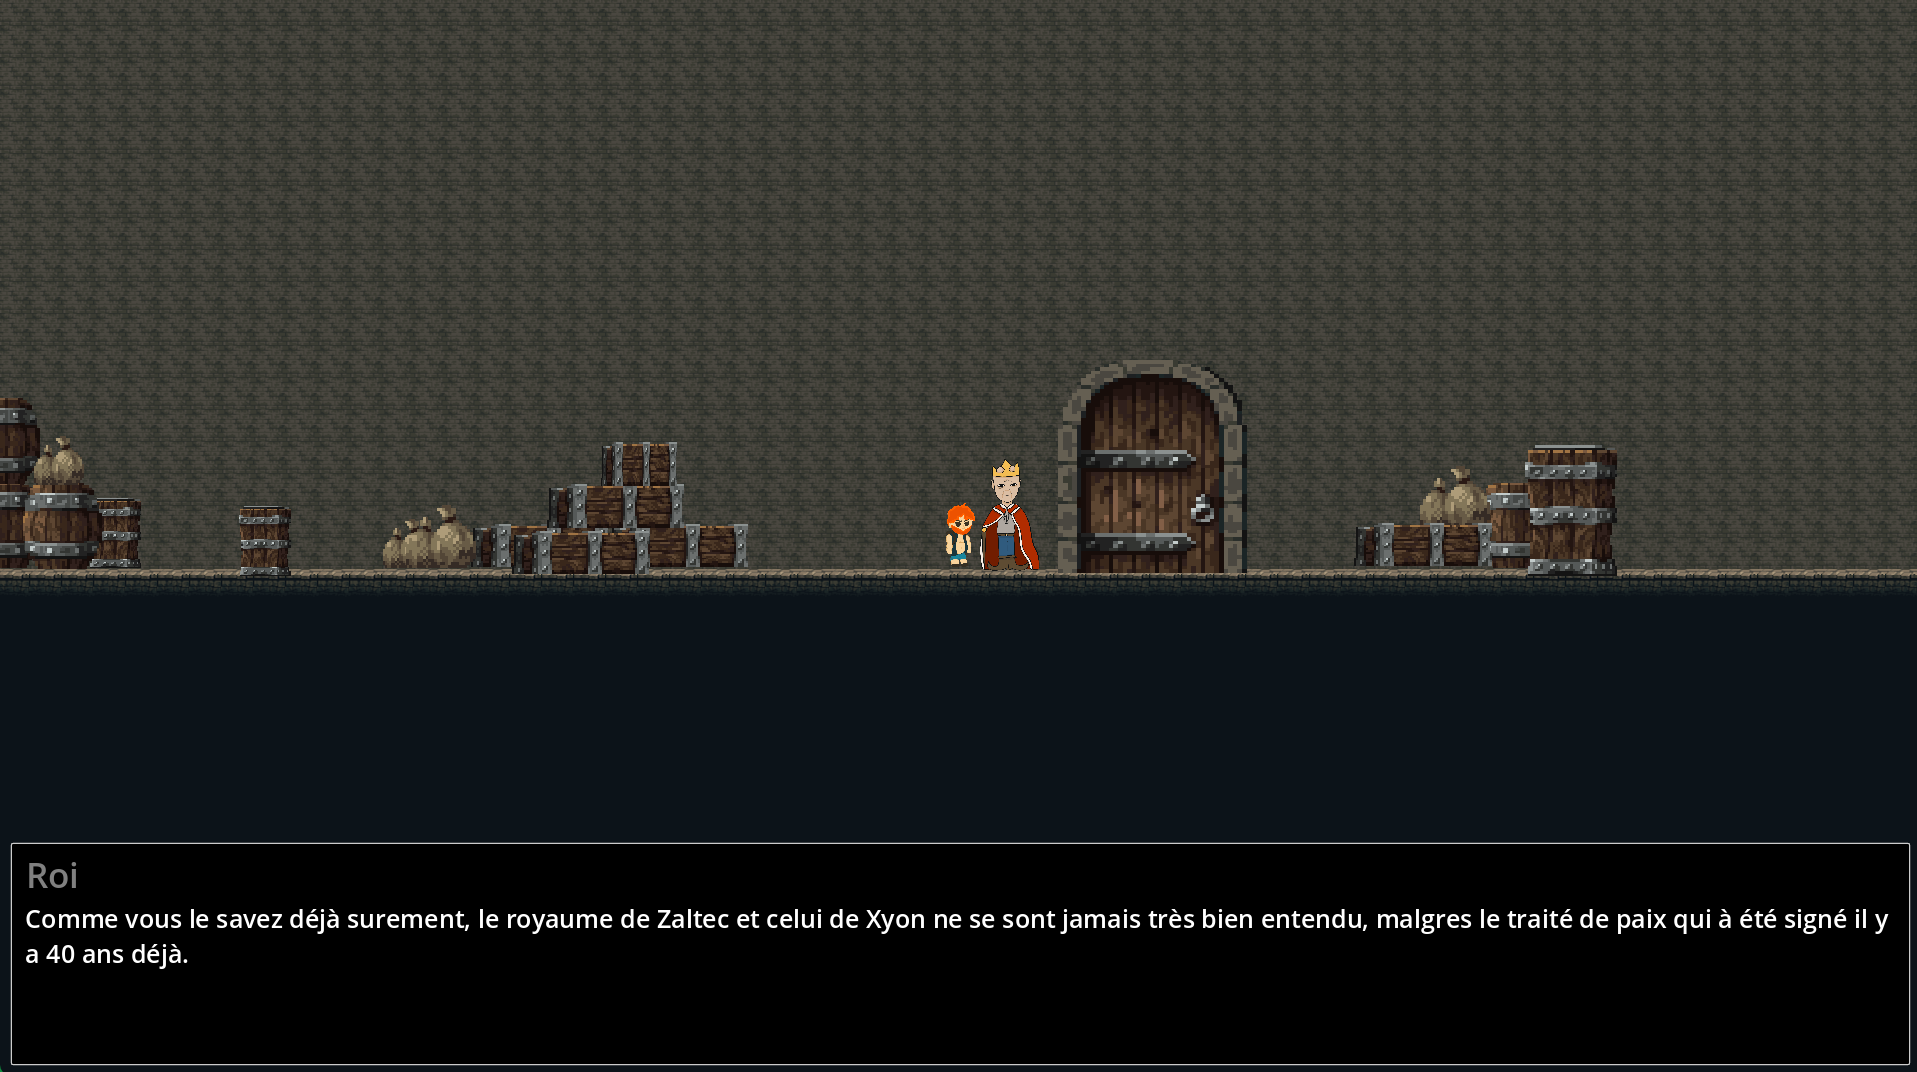 Roi
Comme vous le savez déjà surement, le royaume de Zaltec et celui de Xyon ne se sont jamais très bien entendu, malgres le traité de paix qui à été signé il y
a 40 ans déjà.